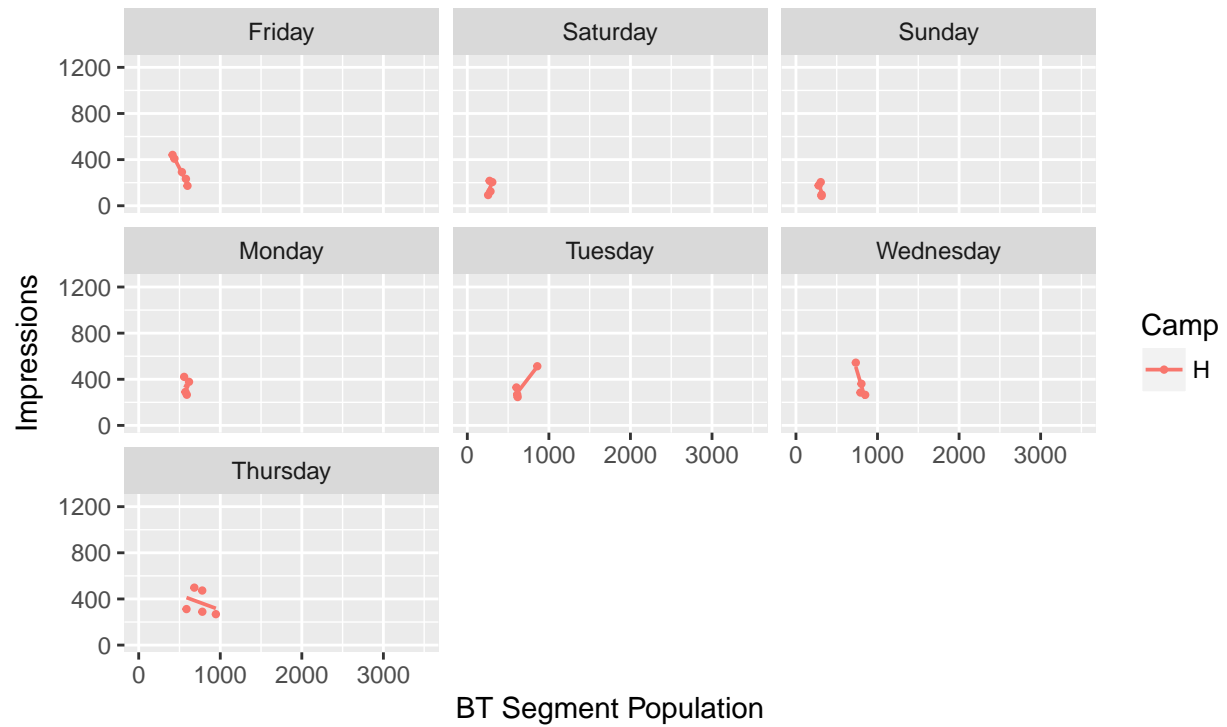 Friday Saturday Sunday
1200
800
400
0
Monday Tuesday Wednesday
1200
800
400
0
0 1000 2000 3000 0 1000 2000 3000
Thursday
1200
800
400
0
0 1000 2000 3000
Impressions
BT Segment Population
Camp
H